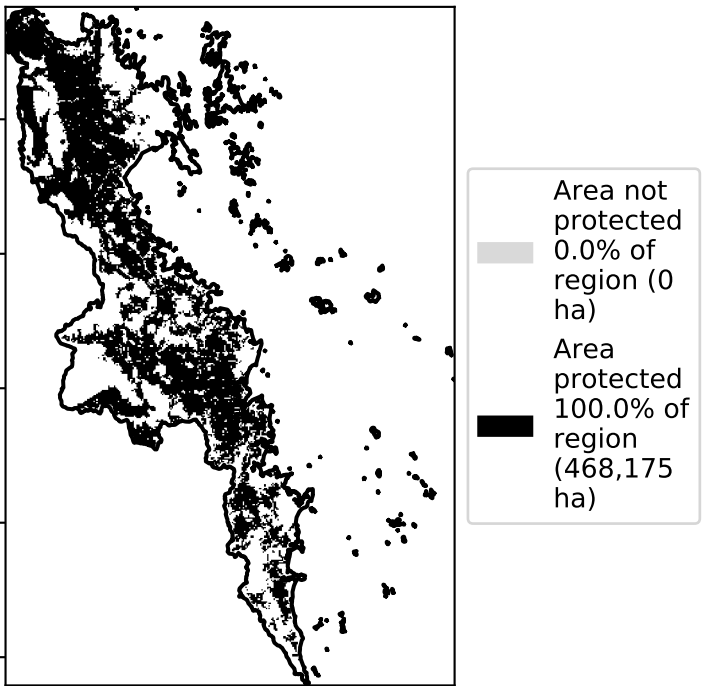 Area not
protected
0.0% of
region (0
ha)
Area
protected
100.0% of
region
(468,175
ha)